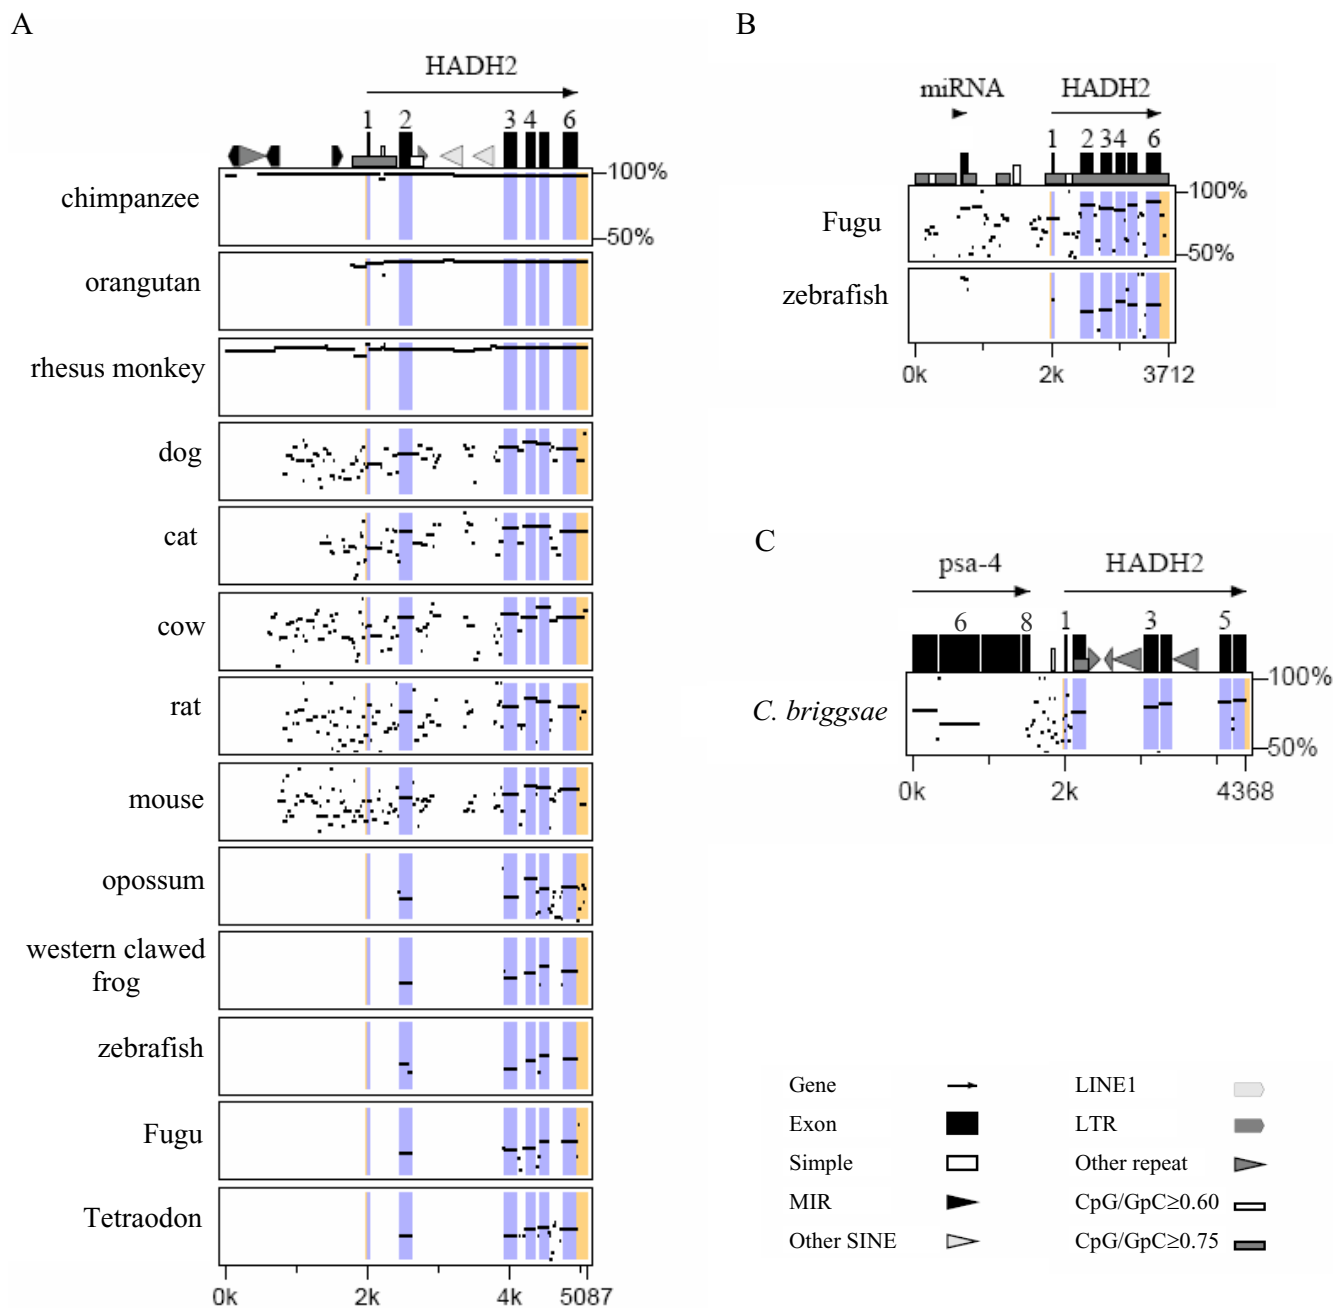 A
HADH2
1 2 3 4 6
chimpanzee
100%
50%
orangutan
rhesus monkey
dog
cat
cow
rat
mouse
opossum
western clawed
frog
zebrafish
Fugu
Tetraodon
0k 2k 4k 5087
B
miRNA HADH2
1 2 3 4 6
Fugu
100%
50%
zebrafish
0k 2k 3712
C
psa-4 HADH2
6 8 1 3 5
C. briggsae
100%
50%
0k 2k 4368
Gene
Exon
Simple
MIR
Other SINE
LINE1
LTR
Other repeat
CpG/GpC≥0.60
CpG/GpC≥0.75